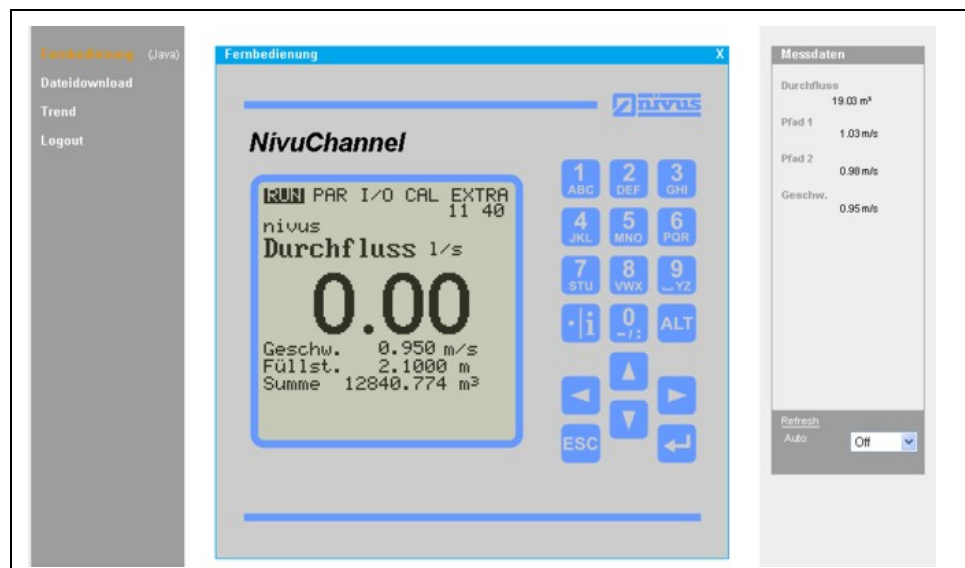 Fernbedienung (Java)
Dateidownload
Trend
Logout
Fernbedienung X
nivus
NivuChannel
RUN PAR I/O CAL EXTRA
11 40
nivus
Durchfluss l/s
0.00
Geschw. 0.950 m/s
Füllst. 2.1000 m
Summe 12840.774 m³
1 ABC 2 DEF 3 GHI
4 JKL 5 MNO 6 PQR
7 STU 8 VWX 9 ⎵YZ
·|i 0 –/: ALT
ESC
Messdaten
Durchfluss
19.03 m³
Pfad 1
1.03 m/s
Pfad 2
0.98 m/s
Geschw.
0.95 m/s
Refresh
Auto: Off